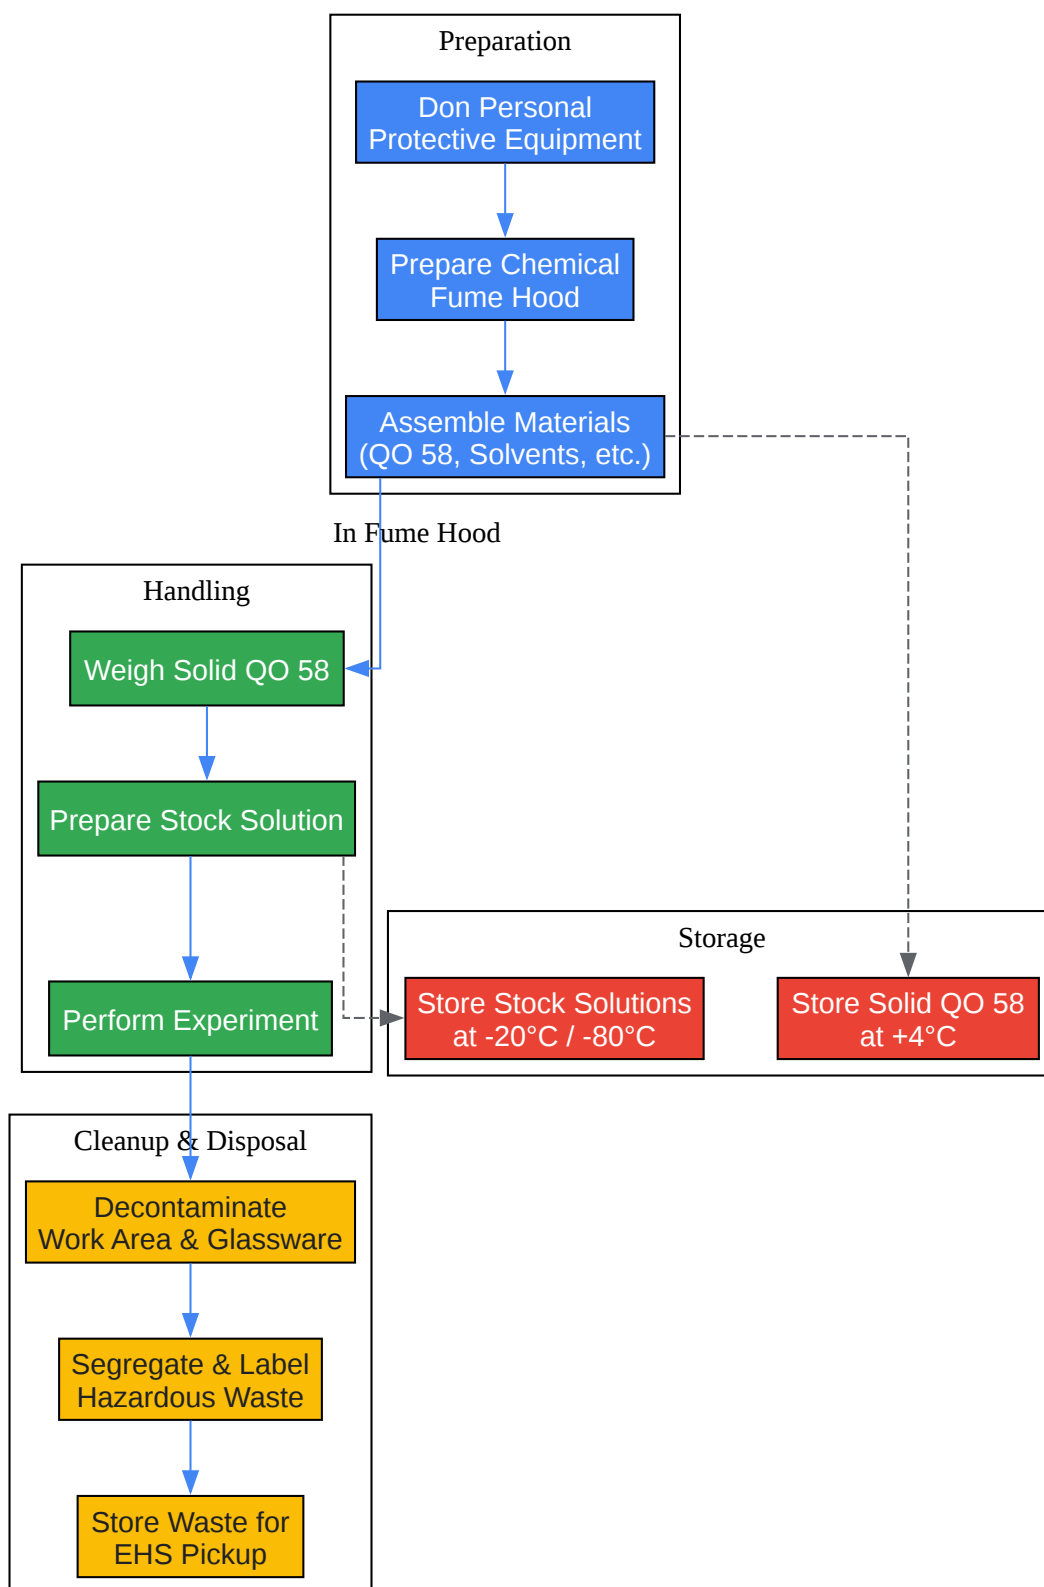 Preparation
Don Personal
Protective Equipment
Prepare Chemical
Fume Hood
Assemble Materials
(QO 58, Solvents, etc.)
In Fume Hood
Handling
Weigh Solid QO 58
Prepare Stock Solution
Perform Experiment
Storage
Store Stock Solutions
at -20°C / -80°C
Store Solid QO 58
at +4°C
Cleanup & Disposal
Decontaminate
Work Area & Glassware
Segregate & Label
Hazardous Waste
Store Waste for
EHS Pickup